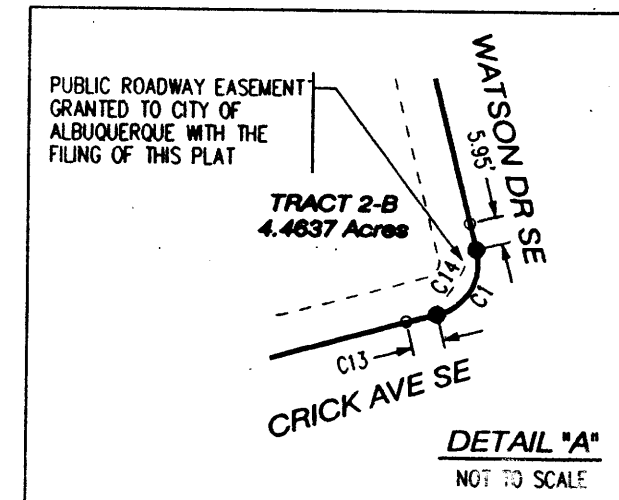 PUBLIC ROADWAY EASEMENT
GRANTED TO CITY OF
ALBUQUERQUE WITH THE
FILING OF THIS PLAT
WATSON DR SE
5.95'
TRACT 2-B
4.4637 Acres
C14
C1
C13
CRICK AVE SE
DETAIL "A"
NOT TO SCALE